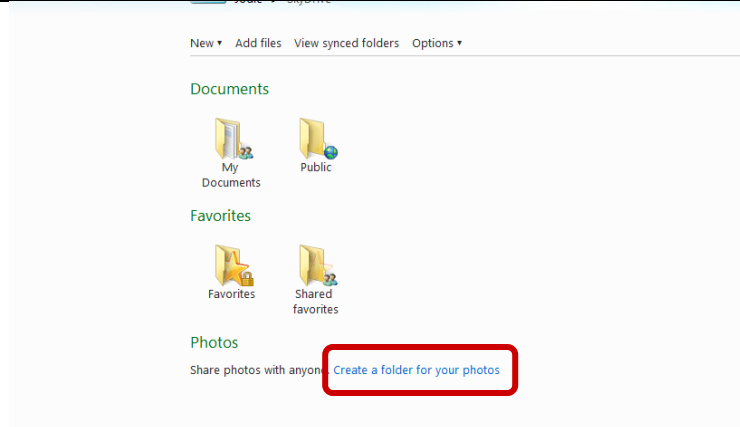 New ▾ Add files View synced folders Options ▾
Documents
My Documents
Public
Favorites
Favorites
Shared favorites
Photos
Share photos with anyone. Create a folder for your photos